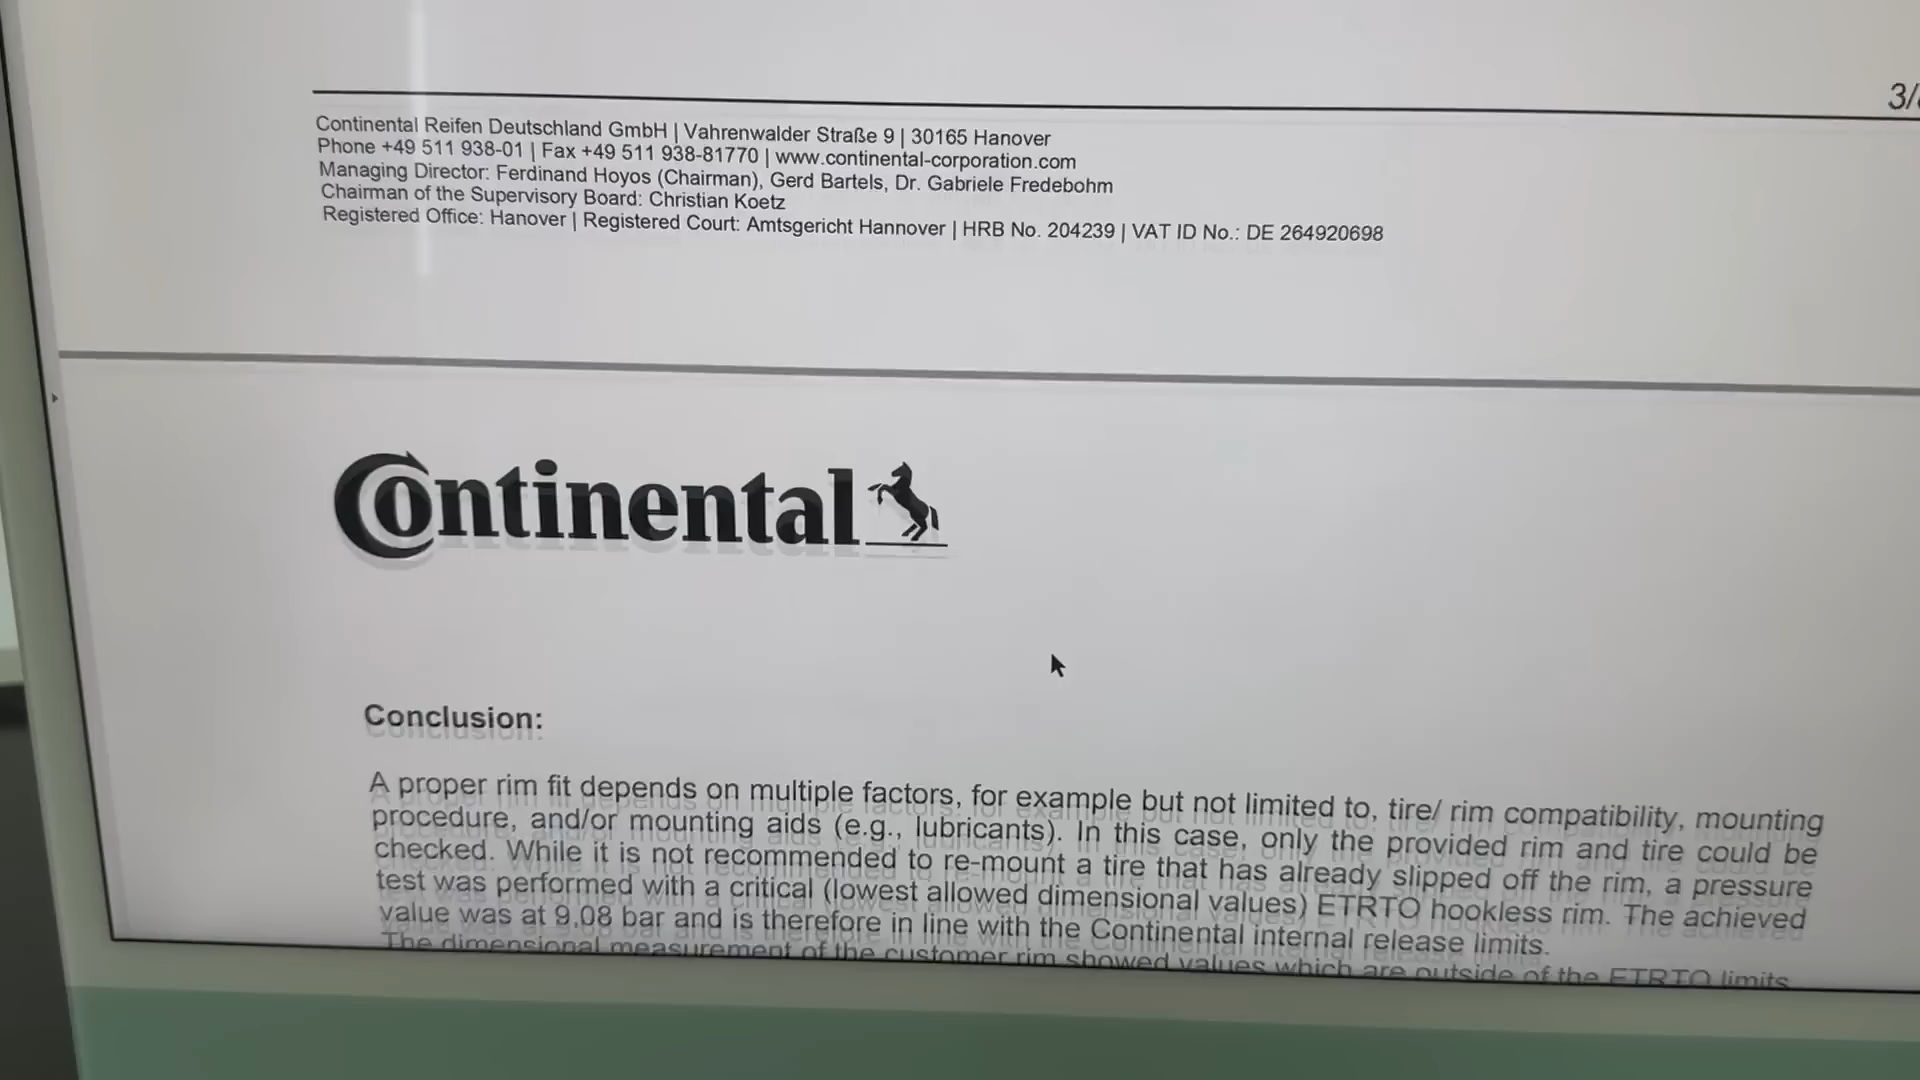 3/
Continental Reifen Deutschland GmbH | Vahrenwalder Straße 9 | 30165 Hanover
Phone +49 511 938-01 | Fax +49 511 938-81770 | www.continental-corporation.com
Managing Director: Ferdinand Hoyos (Chairman), Gerd Bartels, Dr. Gabriele Fredebohm
Chairman of the Supervisory Board: Christian Koetz
Registered Office: Hanover | Registered Court: Amtsgericht Hannover | HRB No. 204239 | VAT ID No.: DE 264920698
Continental
Conclusion:
A proper rim fit depends on multiple factors, for example but not limited to, tire/ rim compatibility, mounting
procedure, and/or mounting aids (e.g., lubricants). In this case, only the provided rim and tire could be
checked. While it is not recommended to re-mount a tire that has already slipped off the rim, a pressure
test was performed with a critical (lowest allowed dimensional values) ETRTO hookless rim. The achieved
value was at 9.08 bar and is therefore in line with the Continental internal release limits.
The dimensional measurement of the customer rim showed values which are outside of the ETRTO limits